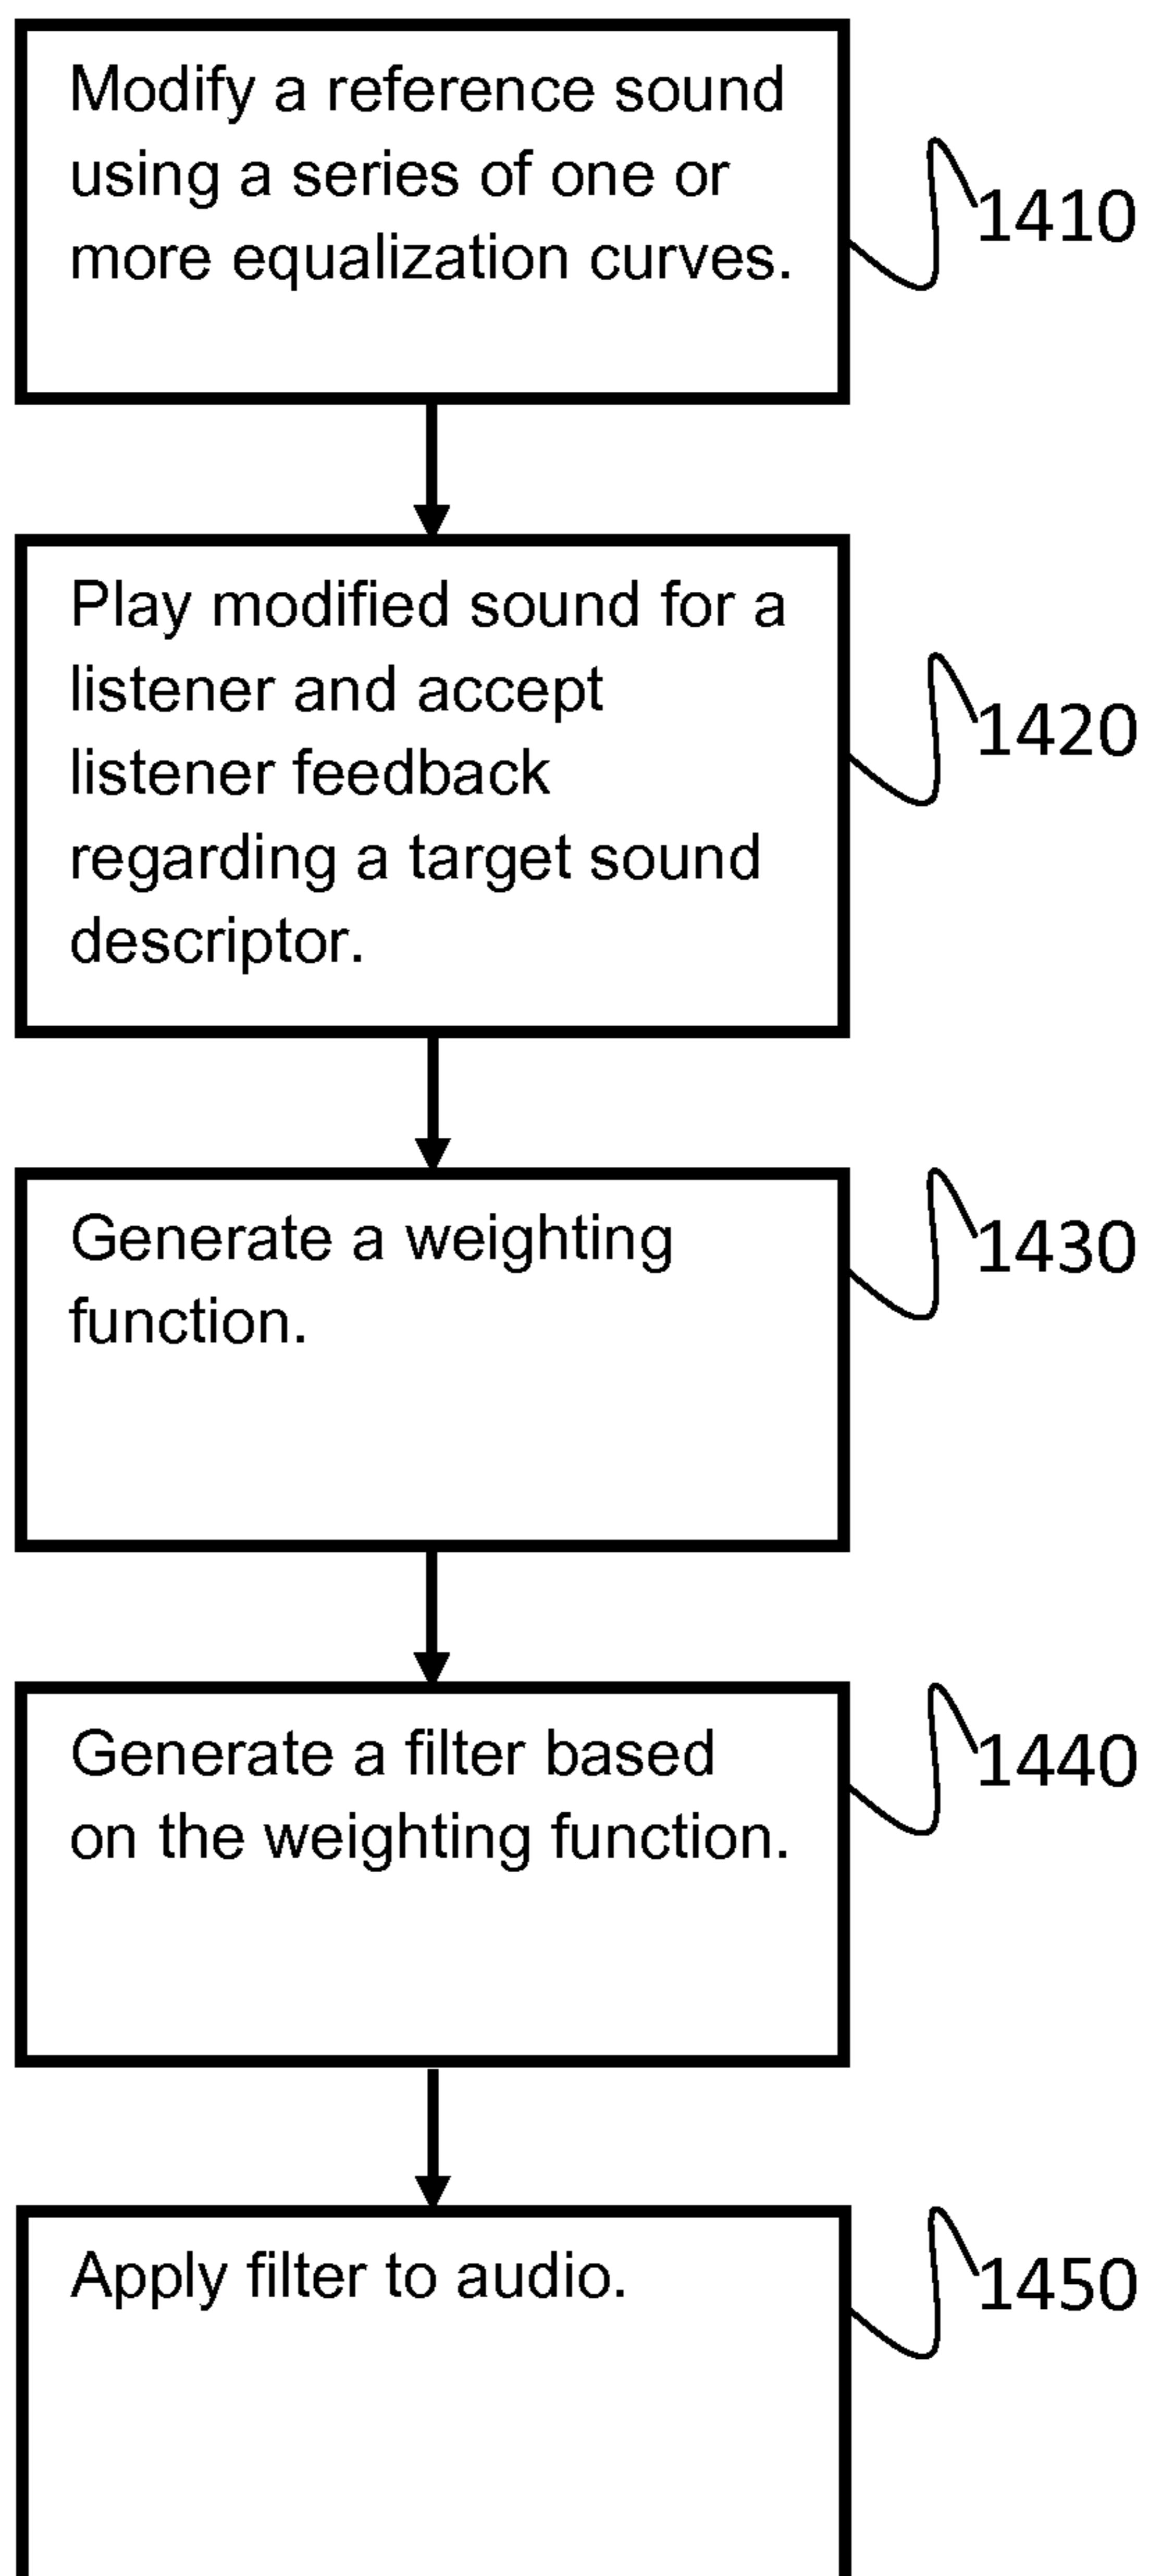 Modify a reference sound
using a series of one or
more equalization curves.
1410
Play modified sound for a
listener and accept
listener feedback
regarding a target sound
descriptor.
1420
Generate a weighting
function.
1430
Generate a filter based
on the weighting function.
1440
Apply filter to audio.
1450